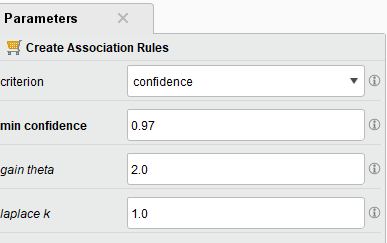 Parameters
Create Association Rules
criterion confidence
min confidence 0.97
gain theta 2.0
laplace k 1.0